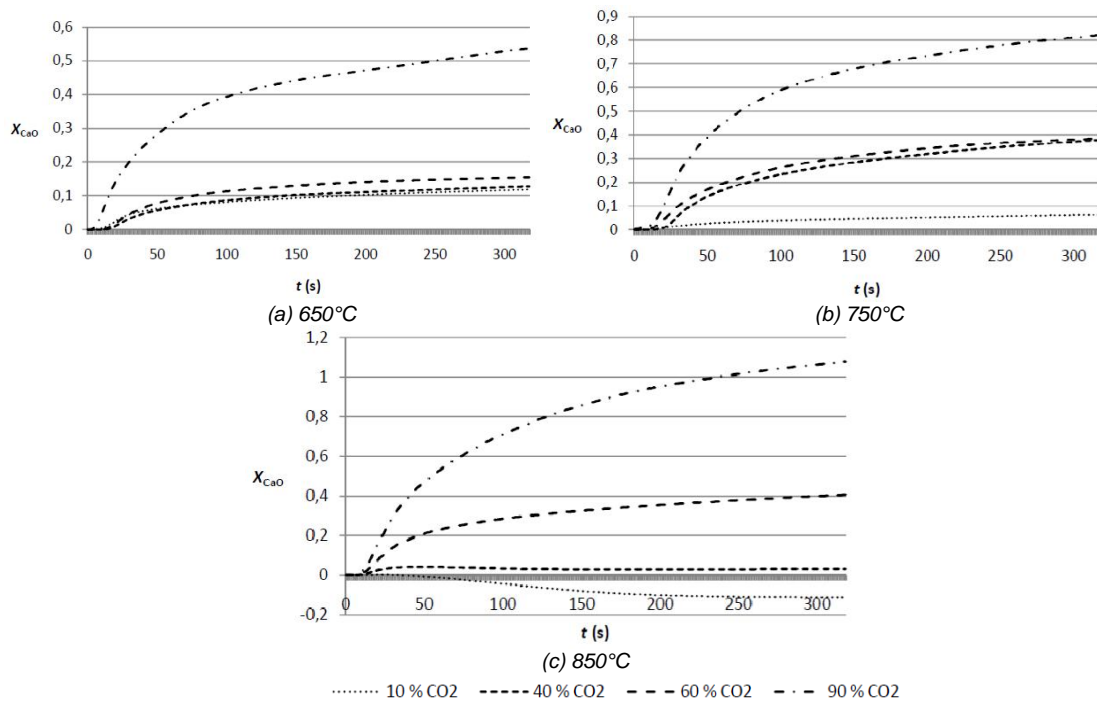 0,6
0,5
0,4
0,3
0,2
0,1
0
X_CaO
0 50 100 150 200 250 300
t (s)
(a) 650°C
0,9
0,8
0,7
0,6
0,5
0,4
0,3
0,2
0,1
0
X_CaO
0 50 100 150 200 250 300
t (s)
(b) 750°C
1,2
1
0,8
0,6
0,4
0,2
0
-0,2
X_CaO
0 50 100 150 200 250 300
t (s)
(c) 850°C
10 % CO2 40 % CO2 60 % CO2 90 % CO2